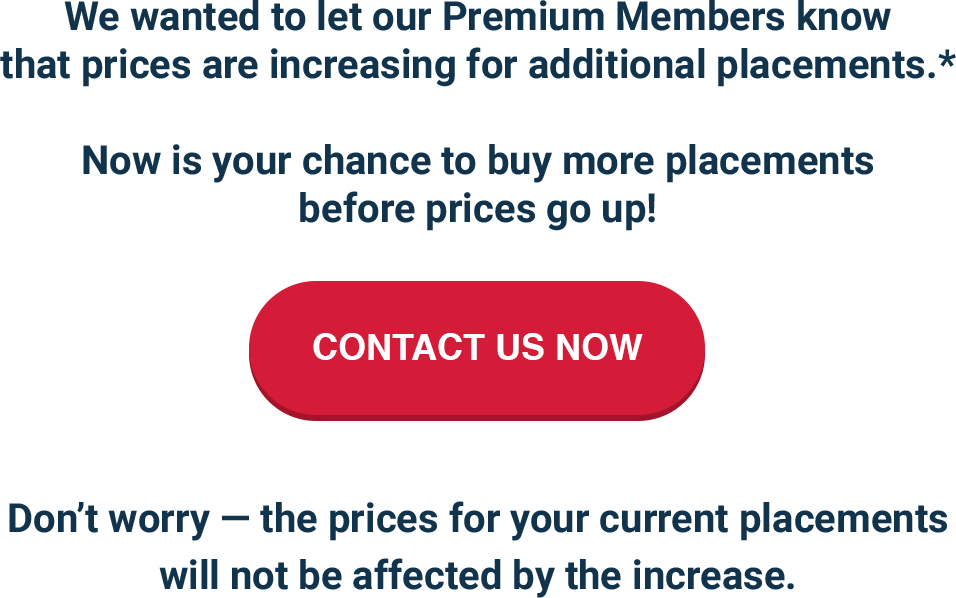 We wanted to let our Premium Members know
that prices are increasing for additional placements.*
Now is your chance to buy more placements
before prices go up!
CONTACT US NOW
Don’t worry — the prices for your current placements
will not be affected by the increase.